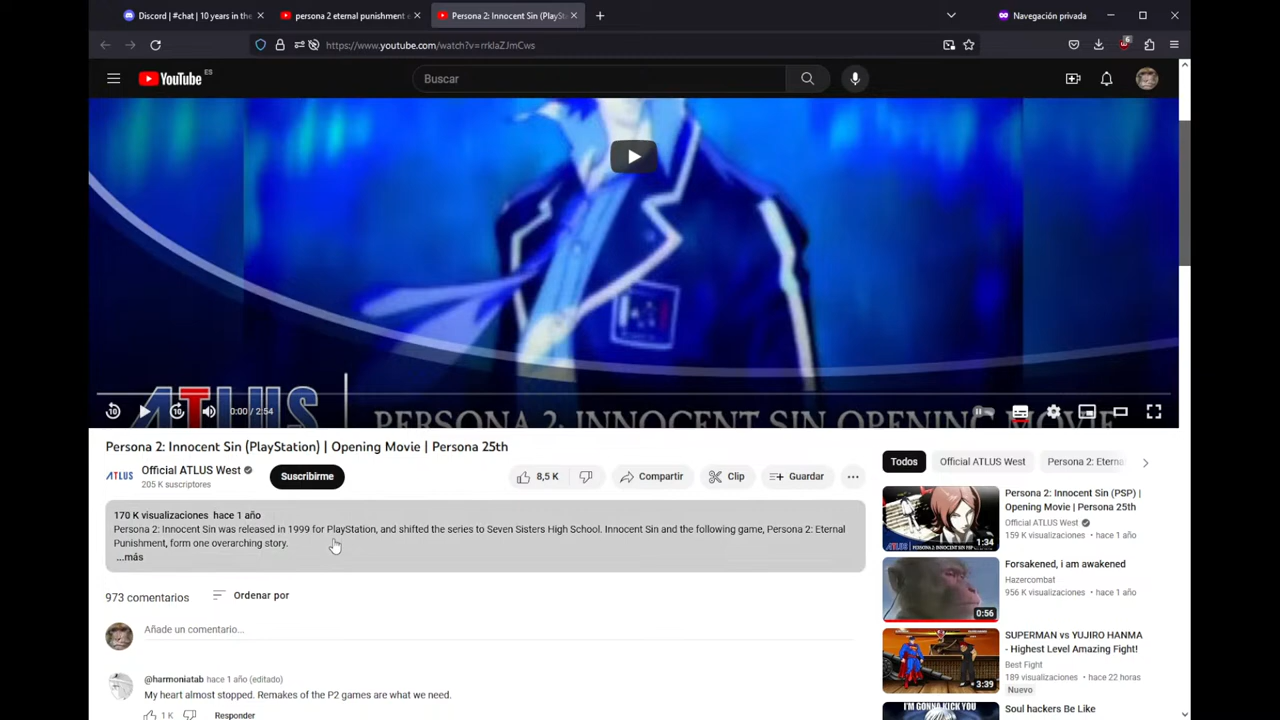 Discord | #chat | 10 years in the
persona 2 eternal punishment e
Persona 2: Innocent Sin (PlaySta
Navegación privada
https://www.youtube.com/watch?v=rrkIaZJmCws
6
YouTube ES
Buscar
ATLUS
PERSONA 2: INNOCENT SIN OPENING MOVIE
10
10
0:00 / 2:54
Persona 2: Innocent Sin (PlayStation) | Opening Movie | Persona 25th
ATLUS
Official ATLUS West
205 K suscriptores
Suscribirme
8,5 K
Compartir
Clip
Guardar
170 K visualizaciones hace 1 año
Persona 2: Innocent Sin was released in 1999 for PlayStation, and shifted the series to Seven Sisters High School. Innocent Sin and the following game, Persona 2: Eternal
Punishment, form one overarching story.
...más
973 comentarios
Ordenar por
Añade un comentario...
@harmoniatab hace 1 año (editado)
My heart almost stopped. Remakes of the P2 games are what we need.
1 K
Responder
Todos
Official ATLUS West
Persona 2: Eterna
1:34
Persona 2: Innocent Sin (PSP) |
Opening Movie | Persona 25th
Official ATLUS West
159 K visualizaciones • hace 1 año
0:56
Forsakened, i am awakened
Hazercombat
956 K visualizaciones • hace 1 año
3:39
SUPERMAN vs YUJIRO HANMA
- Highest Level Amazing Fight!
Best Fight
189 visualizaciones • hace 22 horas
Nuevo
I'M GONNA KICK YOU
Soul hackers Be Like